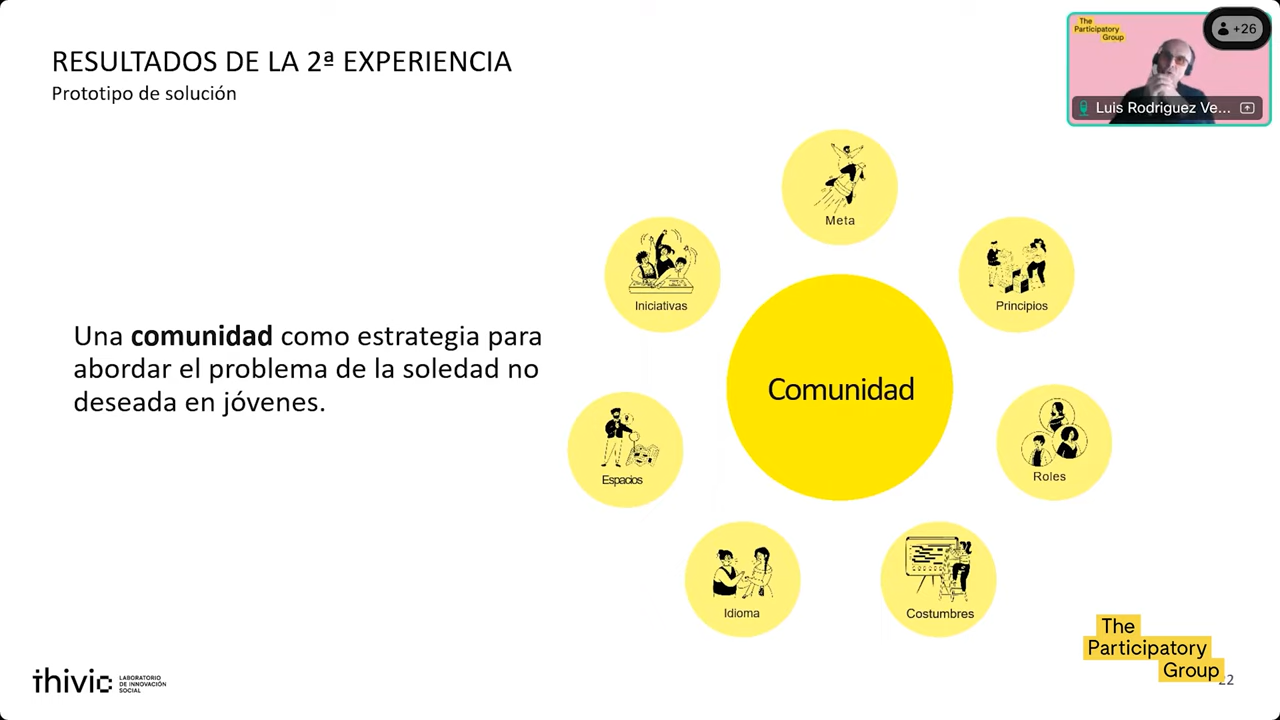 RESULTADOS DE LA 2ª EXPERIENCIA
Prototipo de solución
The
Participatory
Group
+26
Luis Rodriguez Ve...
Una comunidad como estrategia para
abordar el problema de la soledad no
deseada en jóvenes.
Meta
Iniciativas
Principios
Comunidad
Espacios
Roles
Idioma
Costumbres
The
Participatory
Group
22
thivic
LABORATORIO
DE INNOVACIÓN
SOCIAL